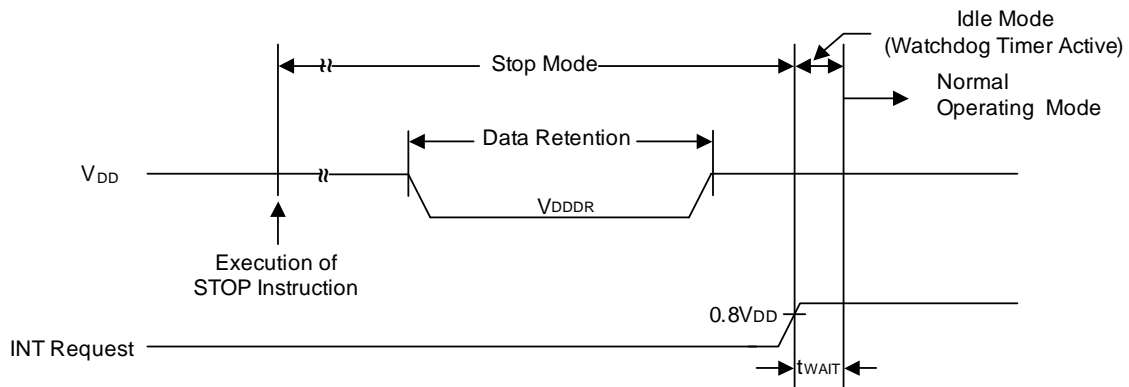 Idle Mode
(Watchdog Timer Active)
Stop Mode
Normal
Operating Mode
Data Retention
VDD
VDDDR
Execution of
STOP Instruction
0.8VDD
INT Request
tWAIT